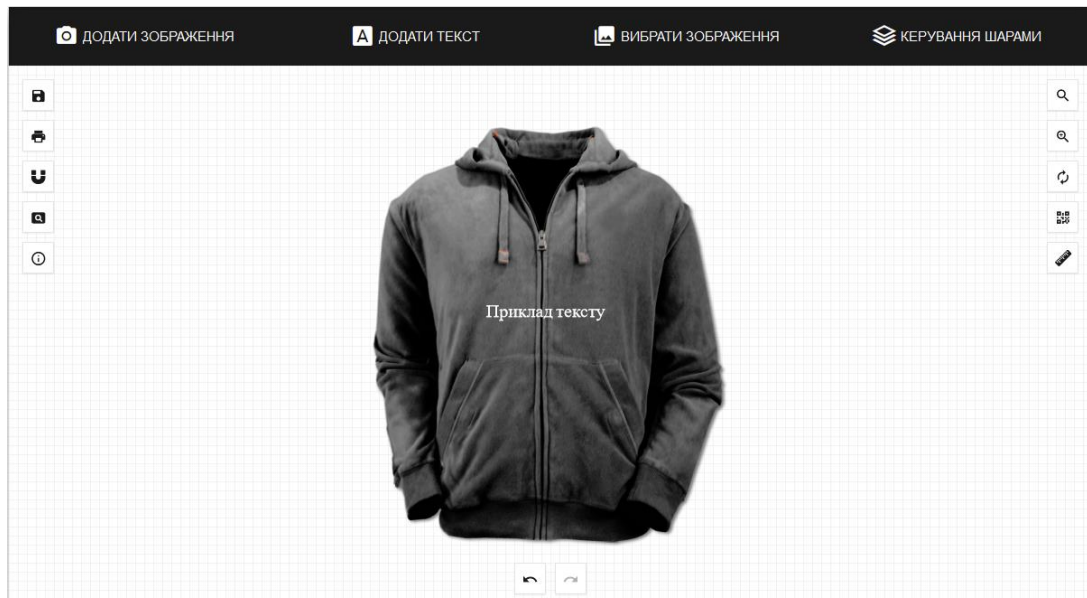 ДОДАТИ ЗОБРАЖЕННЯ
ДОДАТИ ТЕКСТ
ВИБРАТИ ЗОБРАЖЕННЯ
КЕРУВАННЯ ШАРАМИ
Приклад тексту